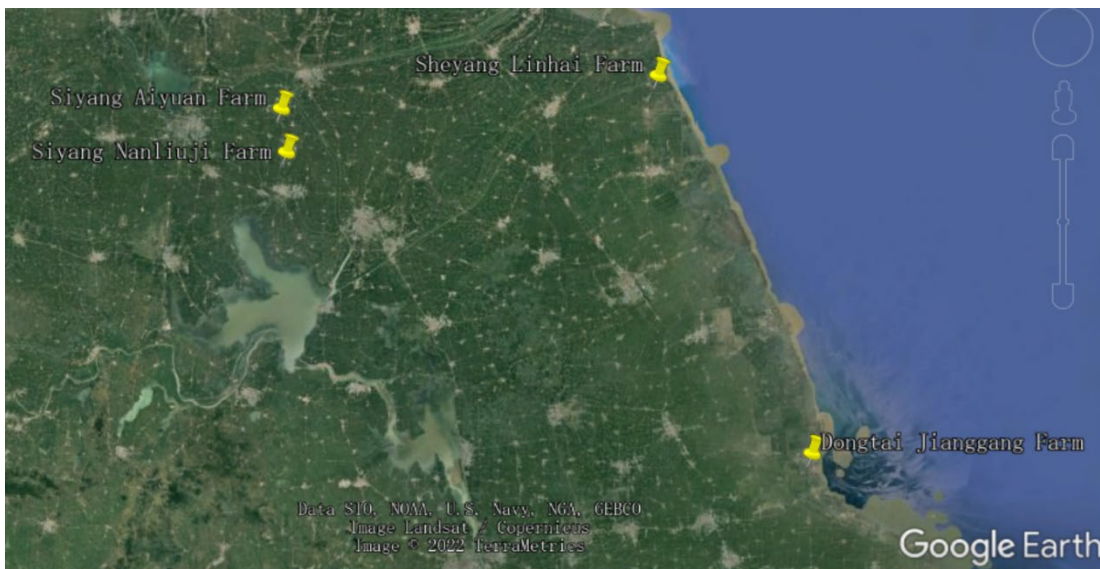 Sheyang Linhai Farm
Siyang Aiyuan Farm
Siyang Nanliuji Farm
Dongtai Jianggang Farm
Data SIO, NOAA, U.S. Navy, NGA, GEBCO
Image Landsat / Copernicus
Image © 2022 TerraMetrics
Google Earth